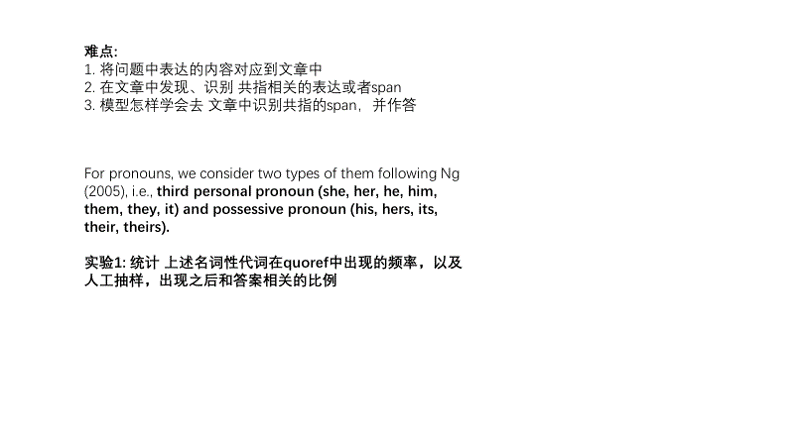 难点:
1. 将问题中表达的内容对应到文章中
2. 在文章中发现、识别 共指相关的表达或者span
3. 模型怎样学会去 文章中识别共指的span，并作答
For pronouns, we consider two types of them following Ng
(2005), i.e., third personal pronoun (she, her, he, him,
them, they, it) and possessive pronoun (his, hers, its,
their, theirs).
实验1: 统计 上述名词性代词在quoref中出现的频率，以及
人工抽样，出现之后和答案相关的比例